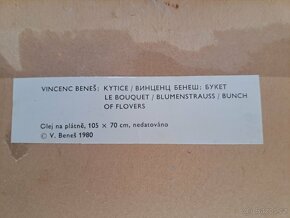 VINCENC BENEŠ: KYTICE / ВИНЦЕНЦ БЕНЕШ: БУКЕТ
LE BOUQUET / BLUMENSTRAUSS / BUNCH
OF FLOVERS
Olej na plátně, 105 × 70 cm, nedatováno
© V. Beneš 1980